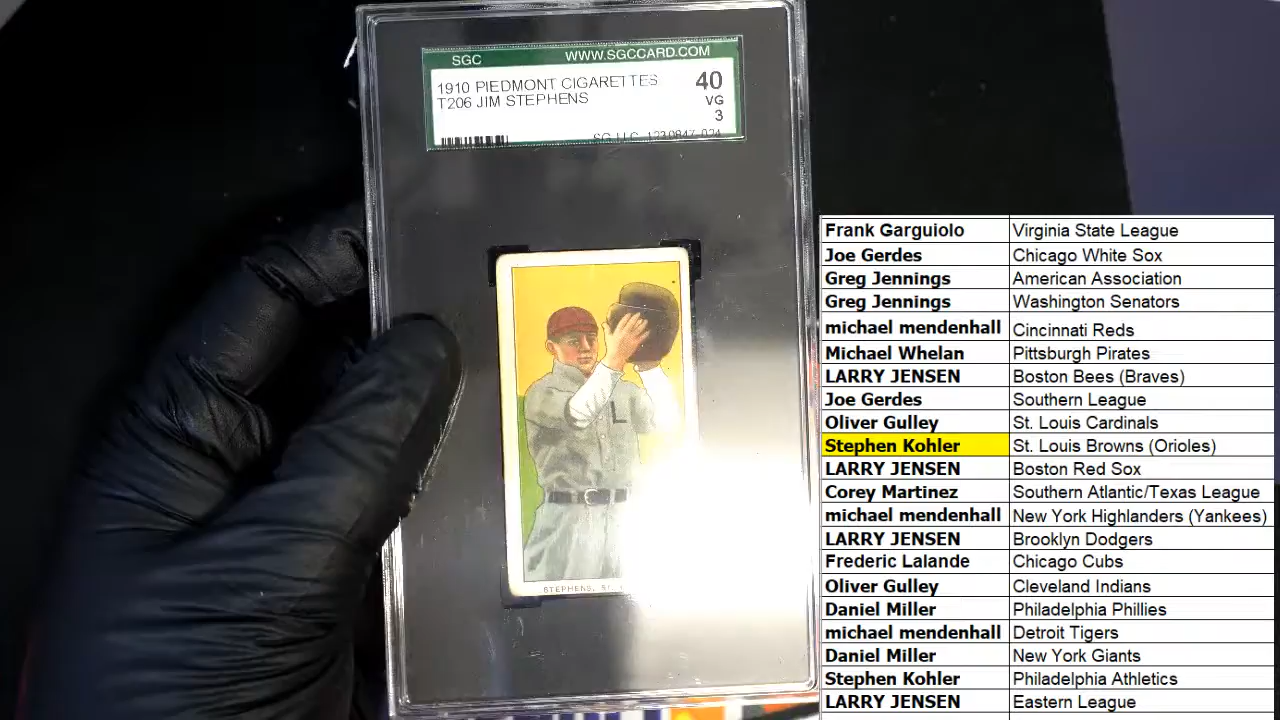 SGC WWW.SGCCARD.COM
1910 PIEDMONT CIGARETTES 40
T206 JIM STEPHENS VG
3
L
STEPHENS,
Frank Garguiolo Virginia State League
Joe Gerdes Chicago White Sox
Greg Jennings American Association
Greg Jennings Washington Senators
michael mendenhall Cincinnati Reds
Michael Whelan Pittsburgh Pirates
LARRY JENSEN Boston Bees (Braves)
Joe Gerdes Southern League
Oliver Gulley St. Louis Cardinals
Stephen Kohler St. Louis Browns (Orioles)
LARRY JENSEN Boston Red Sox
Corey Martinez Southern Atlantic/Texas League
michael mendenhall New York Highlanders (Yankees)
LARRY JENSEN Brooklyn Dodgers
Frederic Lalande Chicago Cubs
Oliver Gulley Cleveland Indians
Daniel Miller Philadelphia Phillies
michael mendenhall Detroit Tigers
Daniel Miller New York Giants
Stephen Kohler Philadelphia Athletics
LARRY JENSEN Eastern League